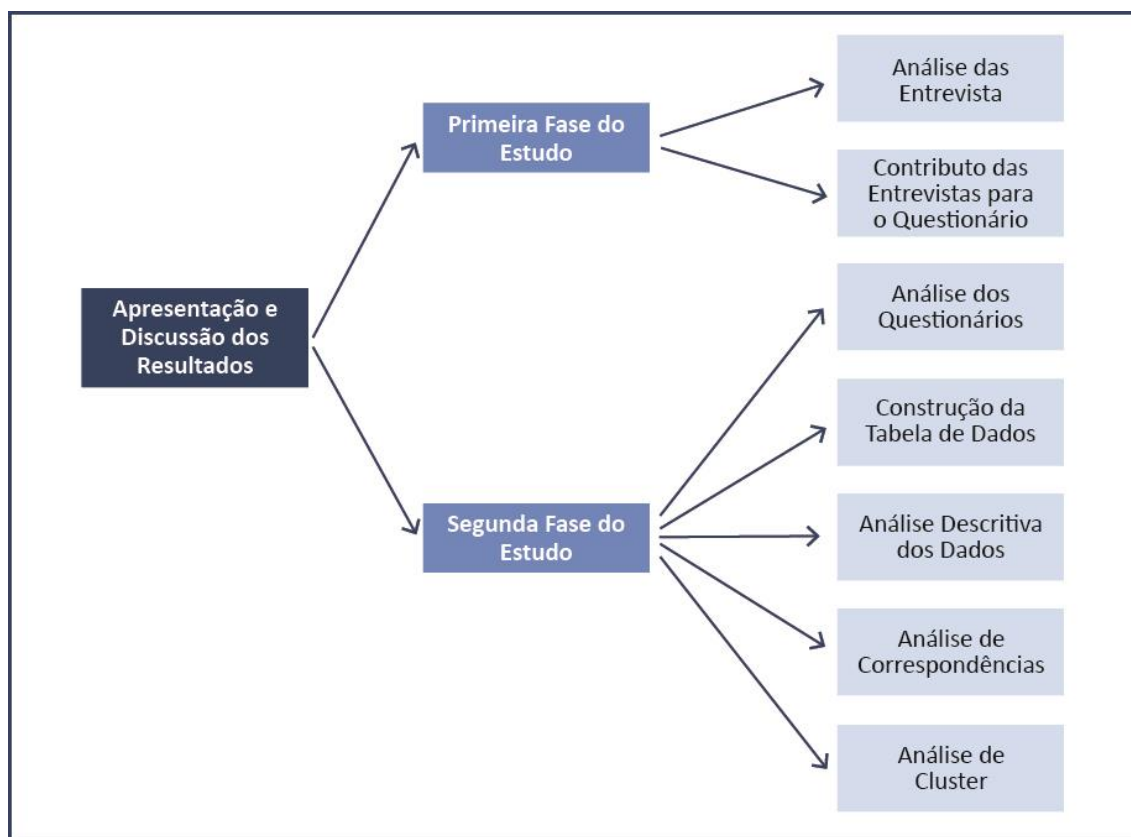 Apresentação e
Discussão dos
Resultados
Primeira Fase do
Estudo
Segunda Fase do
Estudo
Análise das
Entrevista
Contributo das
Entrevistas para
o Questionário
Análise dos
Questionários
Construção da
Tabela de Dados
Análise Descritiva
dos Dados
Análise de
Correspondências
Análise de
Cluster